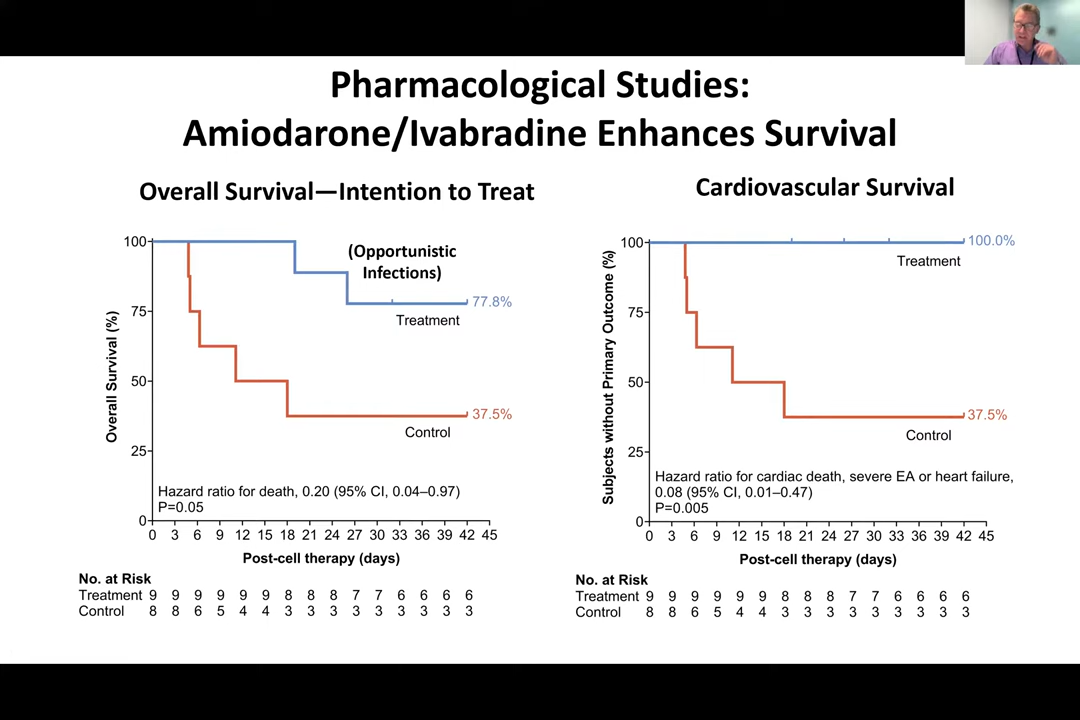 Pharmacological Studies:
Amiodarone/Ivabradine Enhances Survival
Overall Survival—Intention to Treat
(Opportunistic
Infections)
100
75
50
25
0
Overall Survival (%)
77.8%
Treatment
37.5%
Control
Hazard ratio for death, 0.20 (95% CI, 0.04–0.97)
P=0.05
0 3 6 9 12 15 18 21 24 27 30 33 36 39 42 45
Post-cell therapy (days)
No. at Risk
Treatment 9 9 9 9 9 9 8 8 8 7 7 6 6 6 6
Control 8 8 6 5 4 4 3 3 3 3 3 3 3 3 3
Cardiovascular Survival
100
75
50
25
0
Subjects without Primary Outcome (%)
100.0%
Treatment
37.5%
Control
Hazard ratio for cardiac death, severe EA or heart failure,
0.08 (95% CI, 0.01–0.47)
P=0.005
0 3 6 9 12 15 18 21 24 27 30 33 36 39 42 45
Post-cell therapy (days)
No. at Risk
Treatment 9 9 9 9 9 9 8 8 8 7 7 6 6 6 6
Control 8 8 6 5 4 4 3 3 3 3 3 3 3 3 3